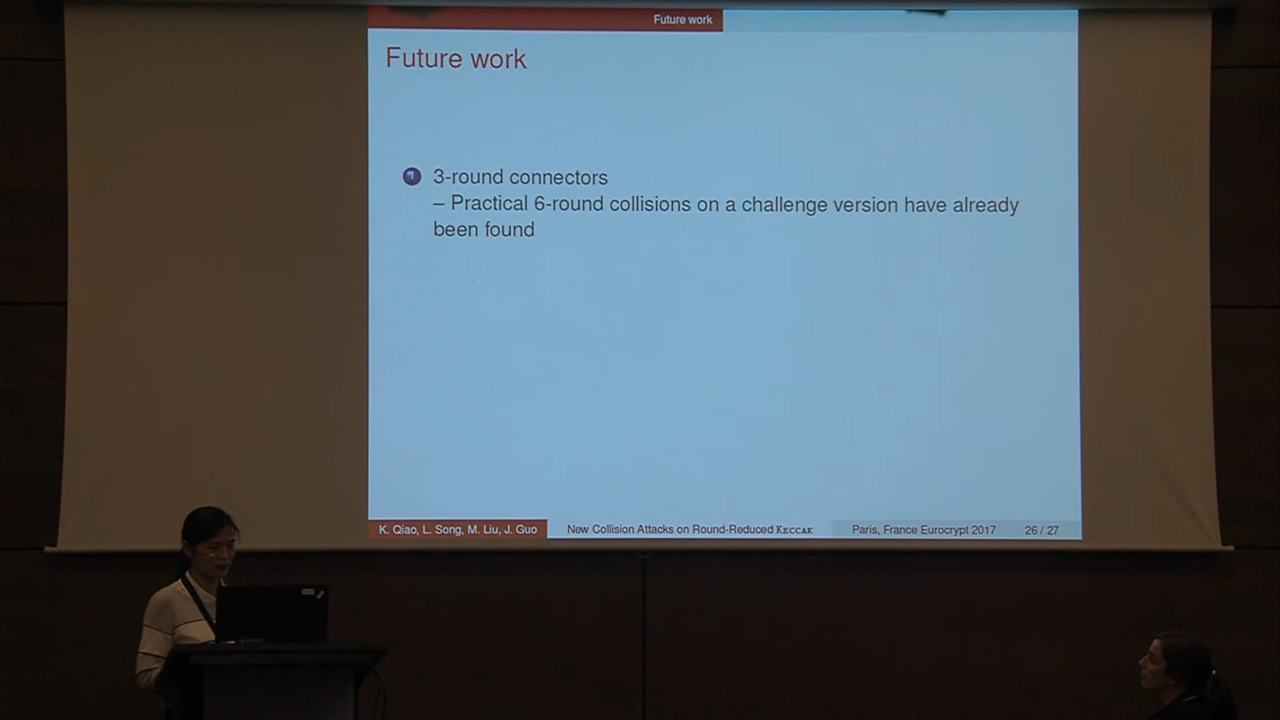 Future work
Future work
1 3-round connectors
– Practical 6-round collisions on a challenge version have already
been found
K. Qiao, L. Song, M. Liu, J. Guo New Collision Attacks on Round-Reduced KECCAK Paris, France Eurocrypt 2017 26 / 27